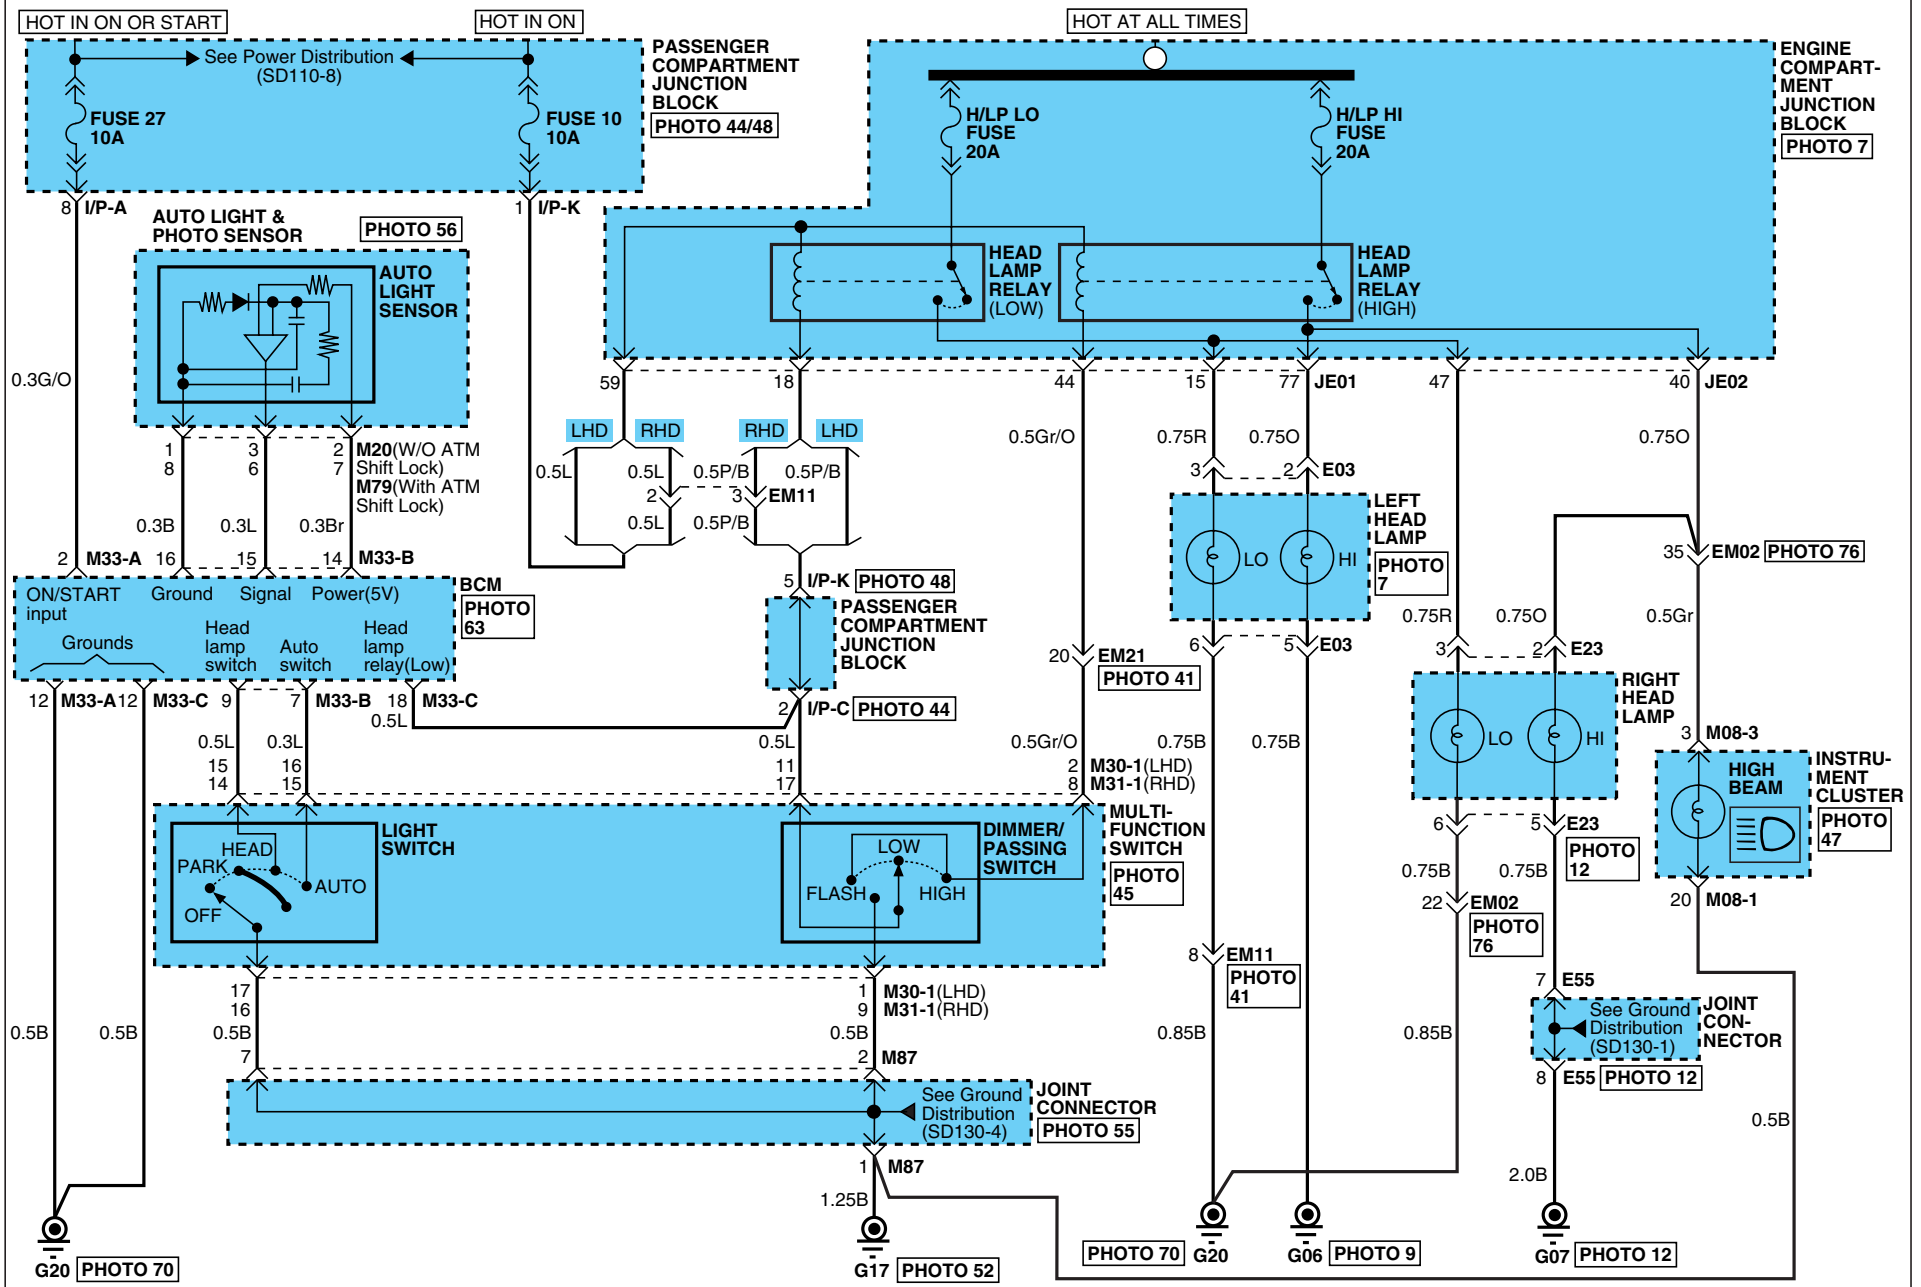 HOT IN ON OR START
HOT IN ON
HOT AT ALL TIMES
See Power Distribution
(SD110-8)
FUSE 27
10A
FUSE 10
10A
PASSENGER
COMPARTMENT
JUNCTION
BLOCK
PHOTO 44/48
H/LP LO
FUSE
20A
H/LP HI
FUSE
20A
ENGINE
COMPART-
MENT
JUNCTION
BLOCK
PHOTO 7
8 I/P-A
1 I/P-K
AUTO LIGHT &
PHOTO SENSOR
PHOTO 56
AUTO
LIGHT
SENSOR
HEAD
LAMP
RELAY
(LOW)
HEAD
LAMP
RELAY
(HIGH)
0.3G/O
59
18
44
15
77 JE01
47
40 JE02
LHD
RHD
RHD
LHD
0.5Gr/O
0.75R
0.75O
0.75O
1
3
2 M20(W/O ATM
Shift Lock)
8
6
7
M79(With ATM
Shift Lock)
0.5L
0.5L
0.5P/B
0.5P/B
2
3 EM11
0.5L
0.5P/B
3
2 E03
LEFT
HEAD
LAMP
PHOTO
7
LO
HI
0.3B
0.3L
0.3Br
2 M33-A
16
15
14 M33-B
35 EM02 PHOTO 76
BCM
PHOTO
63
ON/START
input
Ground
Signal
Power(5V)
Grounds
Head
lamp
switch
Auto
switch
Head
lamp
relay(Low)
5 I/P-K PHOTO 48
PASSENGER
COMPARTMENT
JUNCTION
BLOCK
0.75R
0.75O
0.5Gr
6
5 E03
3
2 E23
20 EM21
PHOTO 41
RIGHT
HEAD
LAMP
LO
HI
12 M33-A
12 M33-C
9
7 M33-B
18 M33-C
0.5L
2 I/P-C PHOTO 44
0.5L
0.3L
0.5L
0.5Gr/O
0.75B
0.75B
3 M08-3
15
16
11
2 M30-1(LHD)
14
15
17
8 M31-1(RHD)
HIGH
BEAM
INSTRU-
MENT
CLUSTER
PHOTO
47
LIGHT
SWITCH
HEAD
PARK
AUTO
OFF
DIMMER/
PASSING
SWITCH
LOW
FLASH
HIGH
MULTI-
FUNCTION
SWITCH
PHOTO
45
6
5 E23
PHOTO
12
0.75B
0.75B
22 EM02
PHOTO
76
20 M08-1
8 EM11
PHOTO
41
17
1 M30-1(LHD)
16
9 M31-1(RHD)
7 E55
See Ground
Distribution
(SD130-1)
JOINT
CON-
NECTOR
0.5B
0.5B
0.5B
0.5B
0.85B
0.85B
7
2 M87
8 E55 PHOTO 12
See Ground
Distribution
(SD130-4)
JOINT
CONNECTOR
PHOTO 55
0.5B
1 M87
1.25B
2.0B
G20 PHOTO 70
G17 PHOTO 52
PHOTO 70 G20
G06 PHOTO 9
G07 PHOTO 12